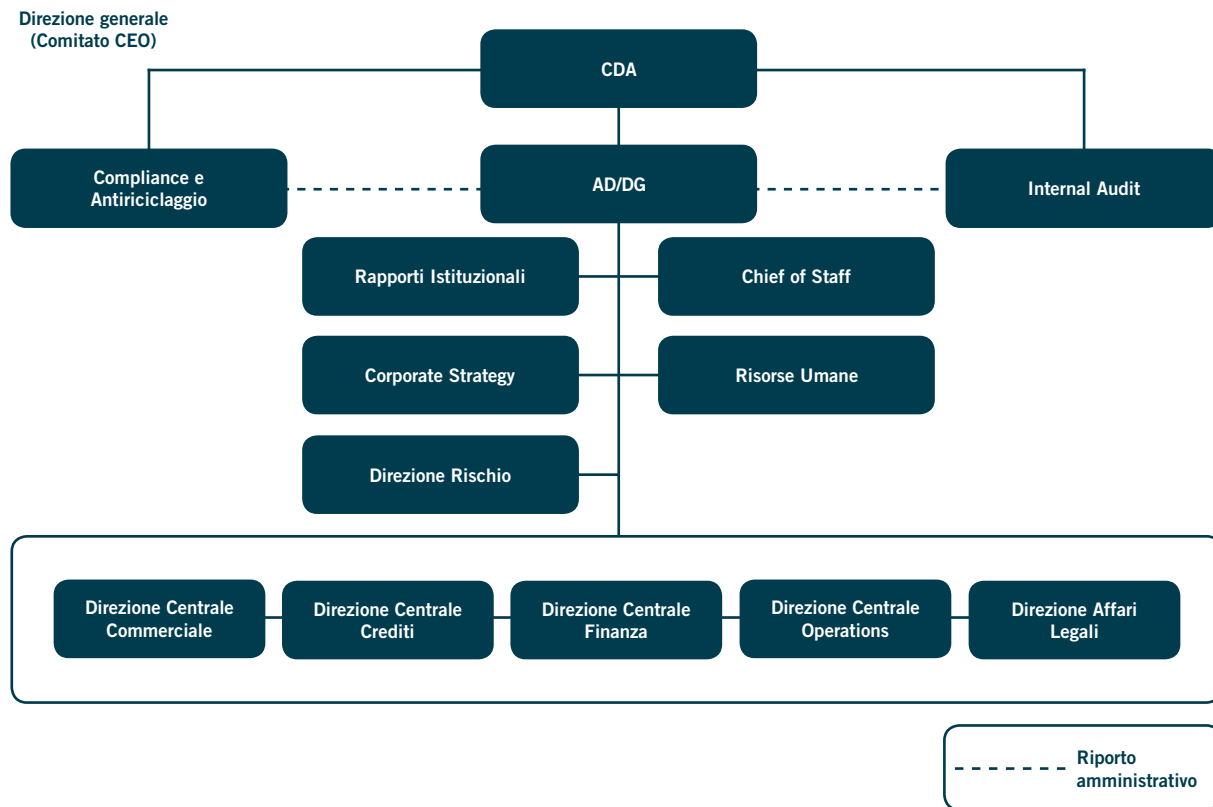 Direzione generale
(Comitato CEO)
CDA
Compliance e
Antiriciclaggio
AD/DG
Internal Audit
Rapporti Istituzionali
Chief of Staff
Corporate Strategy
Risorse Umane
Direzione Rischio
Direzione Centrale
Commerciale
Direzione Centrale
Crediti
Direzione Centrale
Finanza
Direzione Centrale
Operations
Direzione Affari
Legali
Riporto
amministrativo